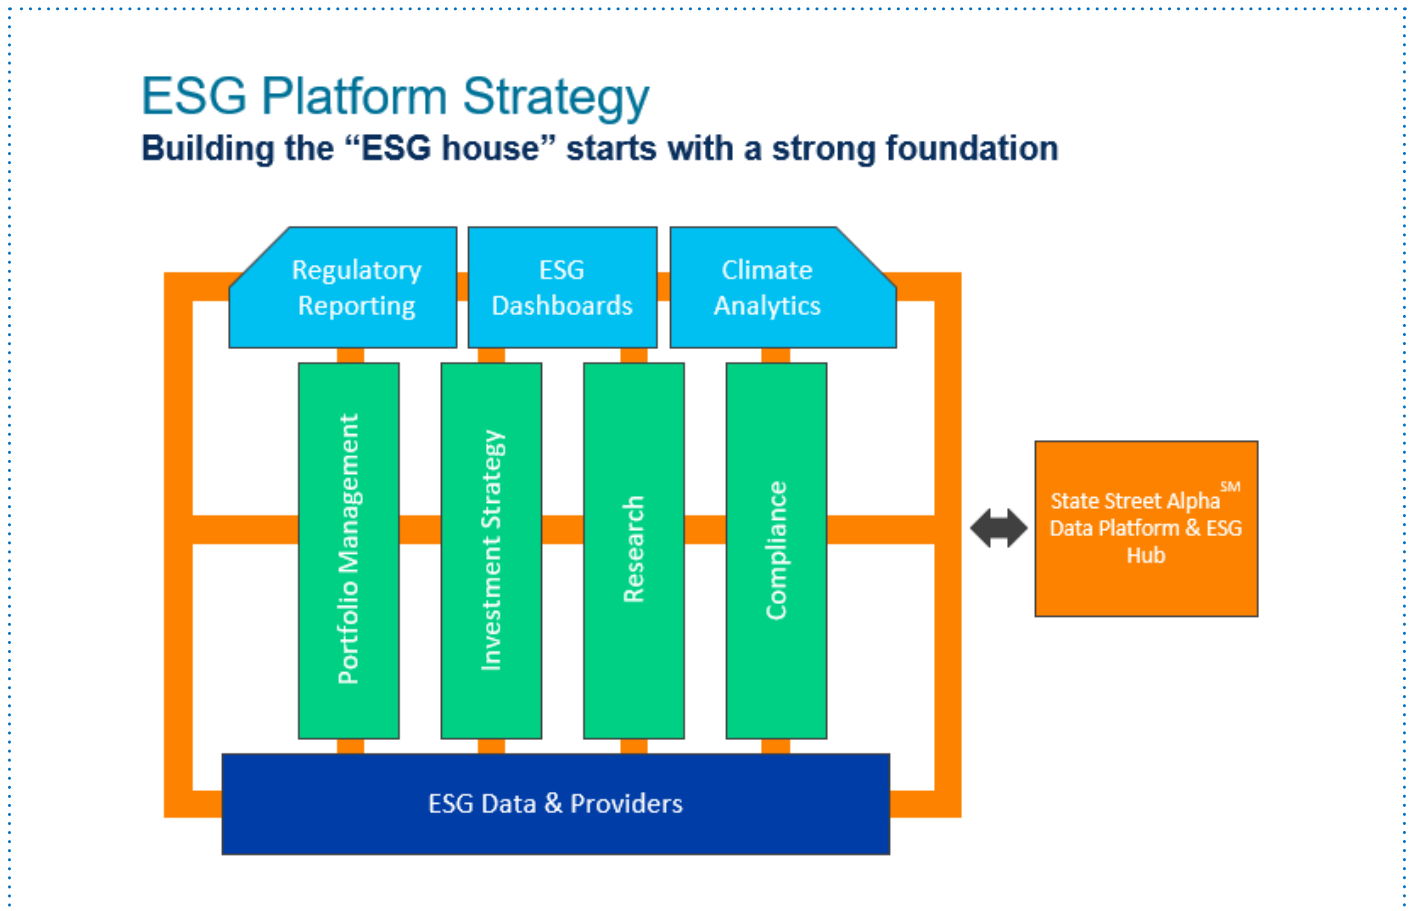 ESG Platform Strategy
Building the “ESG house” starts with a strong foundation
Regulatory
Reporting
ESG
Dashboards
Climate
Analytics
Portfolio Management
Investment Strategy
Research
Compliance
ESG Data & Providers
State Street Alpha℠
Data Platform & ESG
Hub